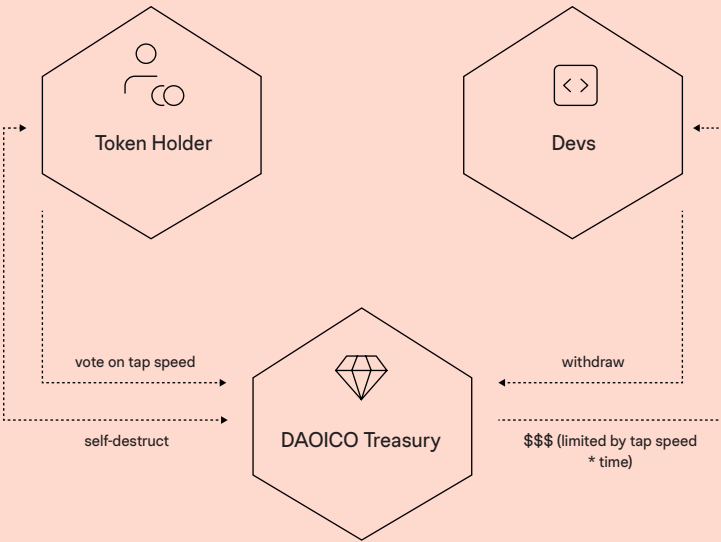 Token Holder
Devs
vote on tap speed
withdraw
self-destruct
DAOICO Treasury
$$$ (limited by tap speed
* time)